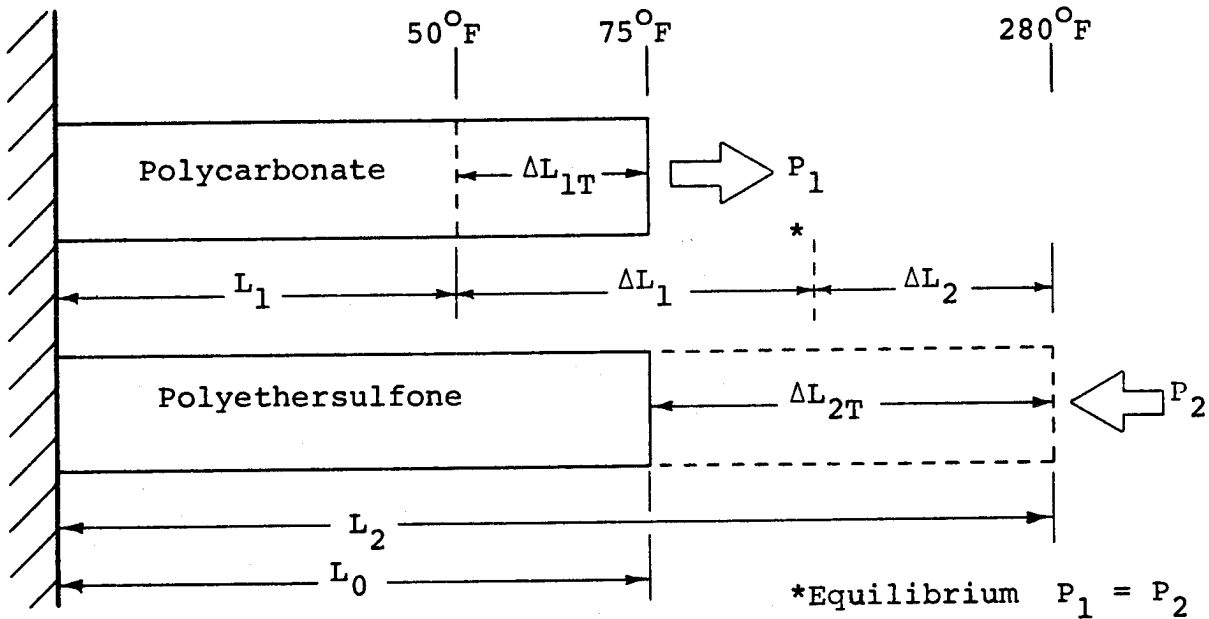 50°F 75°F 280°F
Polycarbonate ΔL1T P1
*
L1 ΔL1 ΔL2
Polyethersulfone ΔL2T P2
L2
L0
*Equilibrium P1 = P2